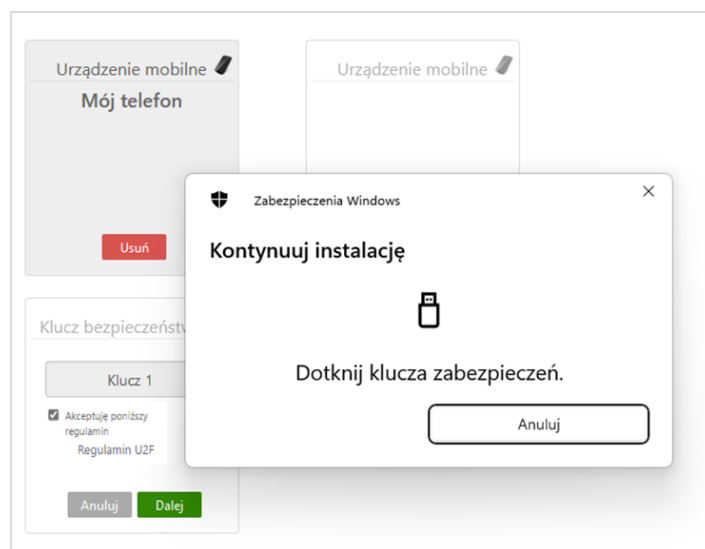 Urządzenie mobilne
Mój telefon
Usuń
Urządzenie mobilne
Zabezpieczenia Windows
Kontynuuj instalację
Dotknij klucza zabezpieczeń.
Anuluj
Klucz
Klucz 1
Akceptuję poniższy
regulamin
Regulamin U2F
Anuluj
Dalej